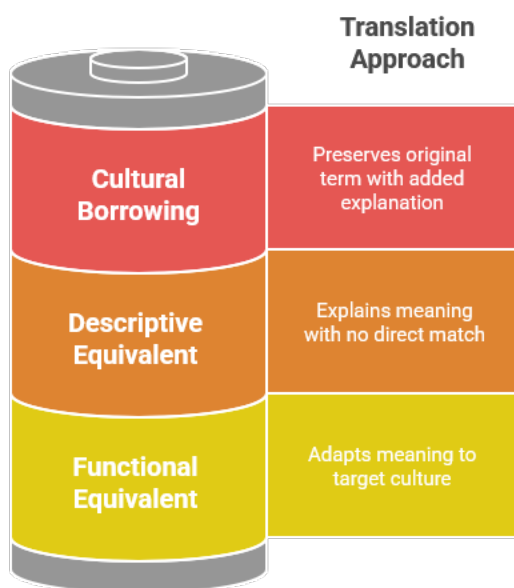 Translation
Approach
Cultural
Borrowing
Preserves original
term with added
explanation
Descriptive
Equivalent
Explains meaning
with no direct match
Functional
Equivalent
Adapts meaning to
target culture